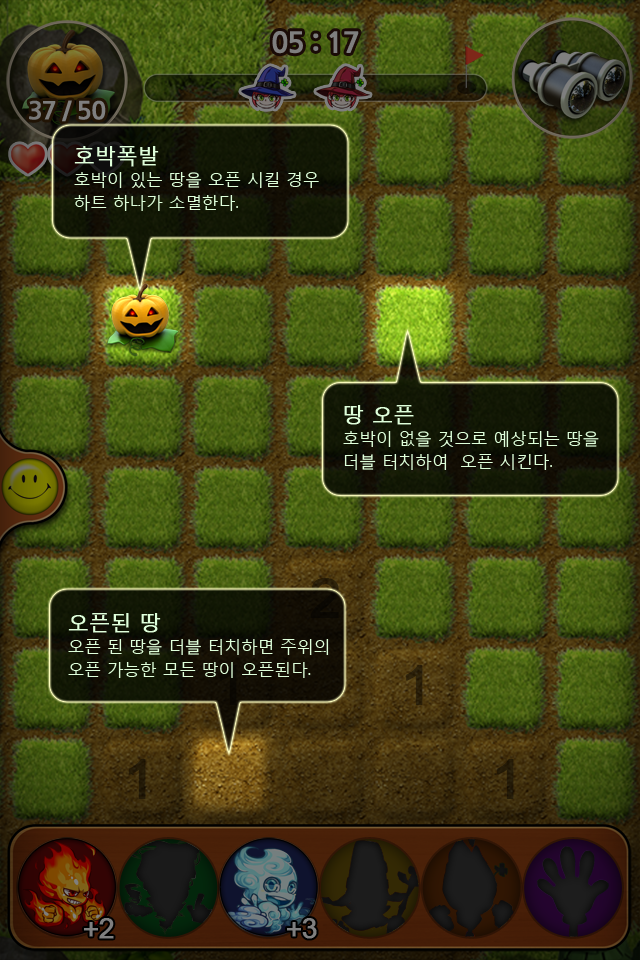 05:17
37 / 50
호박폭발
호박이 있는 땅을 오픈 시킬 경우
하트 하나가 소멸한다.
땅 오픈
호박이 없을 것으로 예상되는 땅을
더블 터치하여 오픈 시킨다.
2
오픈된 땅
오픈 된 땅을 더블 터치하면 주위의
오픈 가능한 모든 땅이 오픈된다.
1
1
1
+2
+3